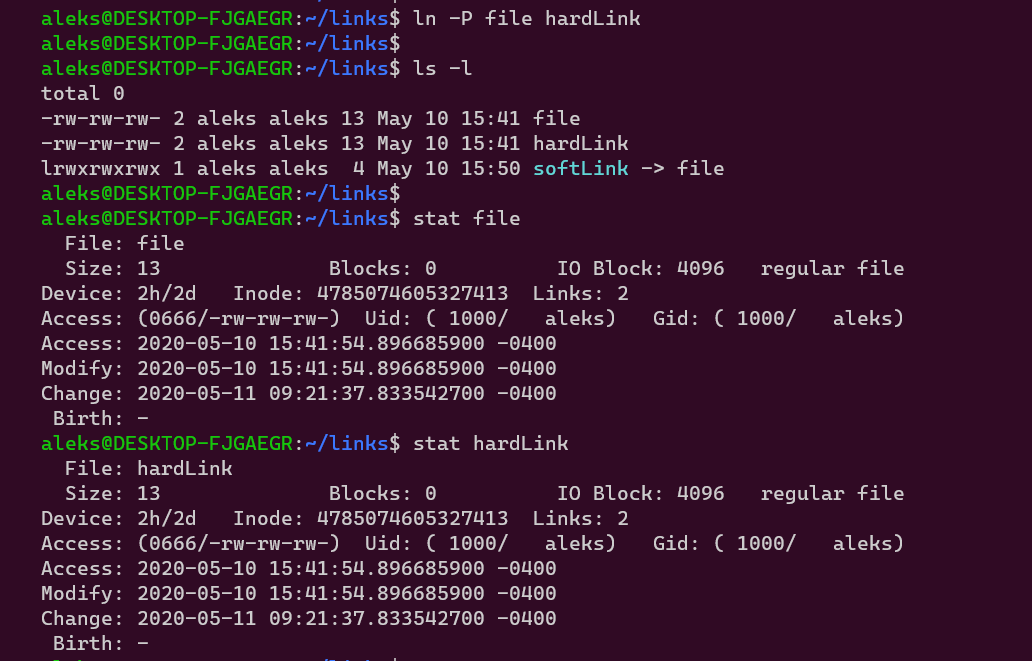 aleks@DESKTOP-FJGAEGR:~/links$ ln -P file hardLink
aleks@DESKTOP-FJGAEGR:~/links$
aleks@DESKTOP-FJGAEGR:~/links$ ls -l
total 0
-rw-rw-rw- 2 aleks aleks 13 May 10 15:41 file
-rw-rw-rw- 2 aleks aleks 13 May 10 15:41 hardLink
lrwxrwxrwx 1 aleks aleks  4 May 10 15:50 softLink -> file
aleks@DESKTOP-FJGAEGR:~/links$
aleks@DESKTOP-FJGAEGR:~/links$ stat file
  File: file
  Size: 13              Blocks: 0          IO Block: 4096   regular file
Device: 2h/2d   Inode: 4785074605327413  Links: 2
Access: (0666/-rw-rw-rw-)  Uid: ( 1000/   aleks)   Gid: ( 1000/   aleks)
Access: 2020-05-10 15:41:54.896685900 -0400
Modify: 2020-05-10 15:41:54.896685900 -0400
Change: 2020-05-11 09:21:37.833542700 -0400
 Birth: -
aleks@DESKTOP-FJGAEGR:~/links$ stat hardLink
  File: hardLink
  Size: 13              Blocks: 0          IO Block: 4096   regular file
Device: 2h/2d   Inode: 4785074605327413  Links: 2
Access: (0666/-rw-rw-rw-)  Uid: ( 1000/   aleks)   Gid: ( 1000/   aleks)
Access: 2020-05-10 15:41:54.896685900 -0400
Modify: 2020-05-10 15:41:54.896685900 -0400
Change: 2020-05-11 09:21:37.833542700 -0400
 Birth: -